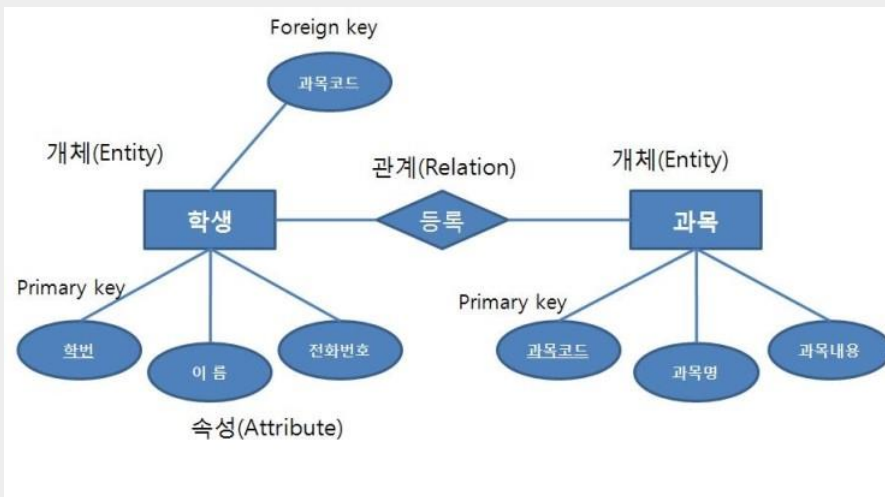 Foreign key
과목코드
개체(Entity)
관계(Relation)
개체(Entity)
학생
등록
과목
Primary key
Primary key
학번
이 름
전화번호
과목코드
과목명
과목내용
속성(Attribute)